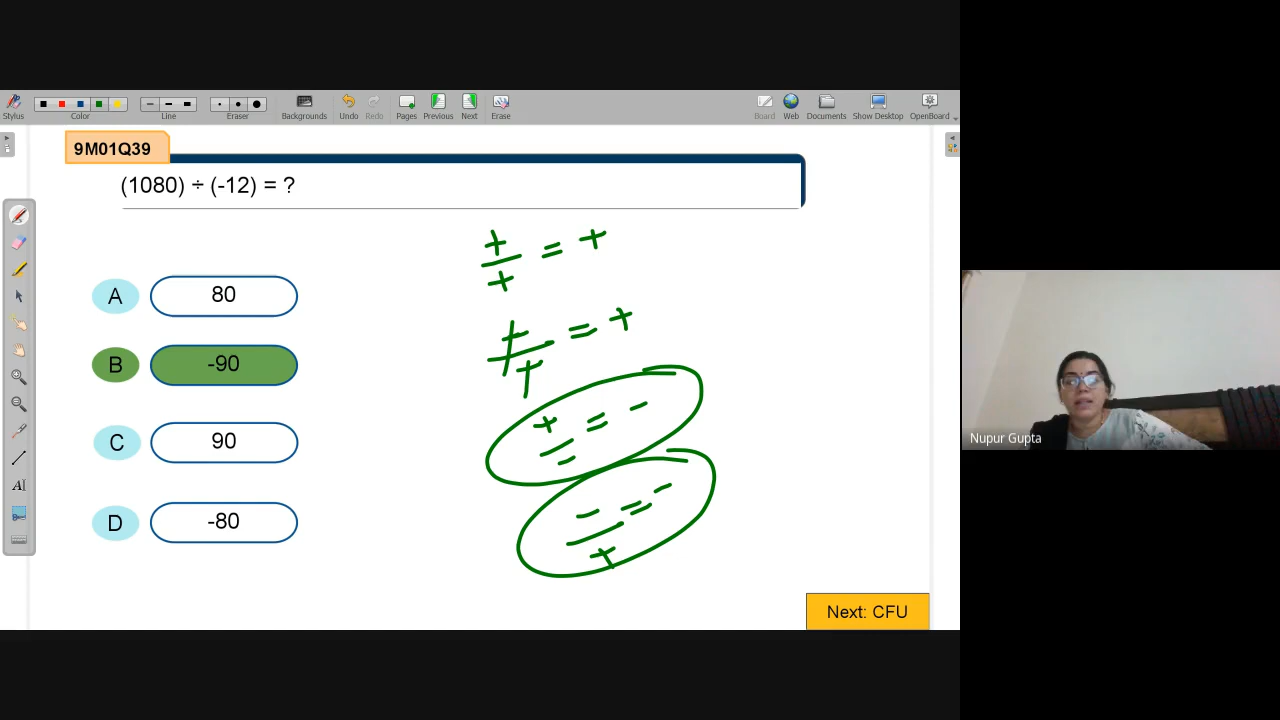 Stylus
Color
Line
Eraser
Backgrounds
Undo
Redo
Pages
Previous
Next
Erase
Board
Web
Documents
Show Desktop
OpenBoard
9M01Q39
(1080) ÷ (-12) = ?
A 80
B -90
C 90
D -80
+
+ = +
= +
+
- = -
-
+ = -
Next: CFU
Nupur Gupta